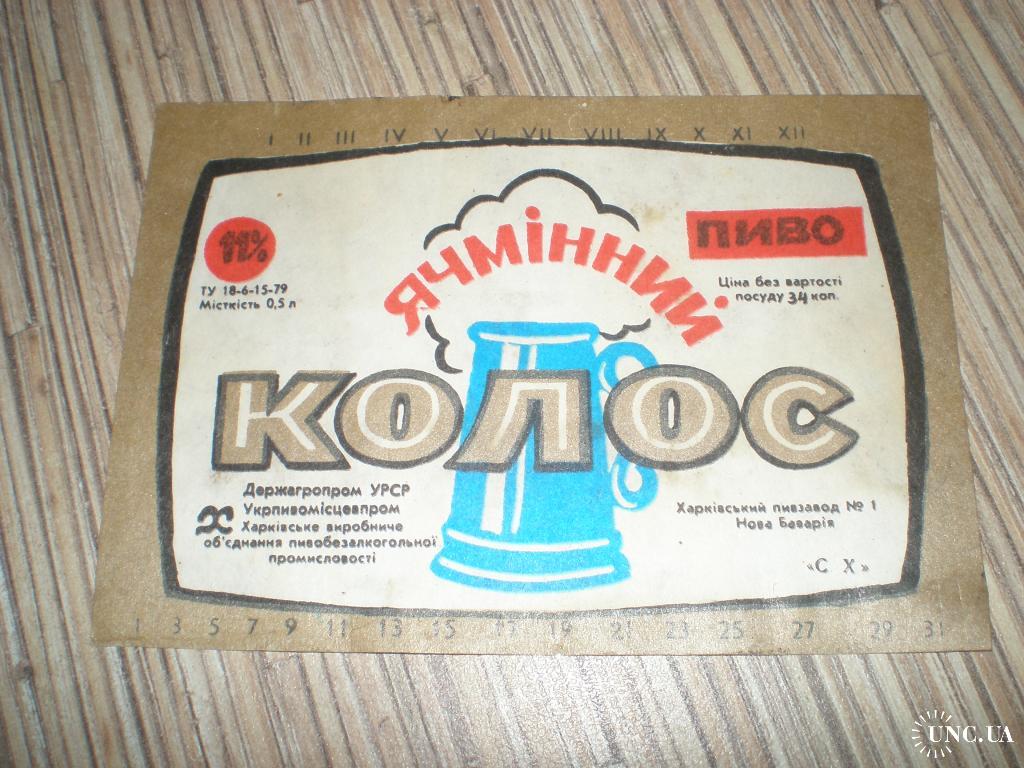 I II III IV V VI VII VIII IX X XI XII
11%
ТУ 18-6-15-79
Місткість 0,5 л
ЯЧМІННИЙ
ПИВО
Ціна без вартості
посуду 34 коп.
КОЛОС
Держагропром УРСР
Укрпивомісцевпром
Харківське виробниче
об'єднання пивобезалкогольної
промисловості
Харківський пивзавод № 1
Нова Баварія
«С Х»
1 3 5 7 9 11 13 15 17 19 21 23 25 27 29 31
UNC.UA